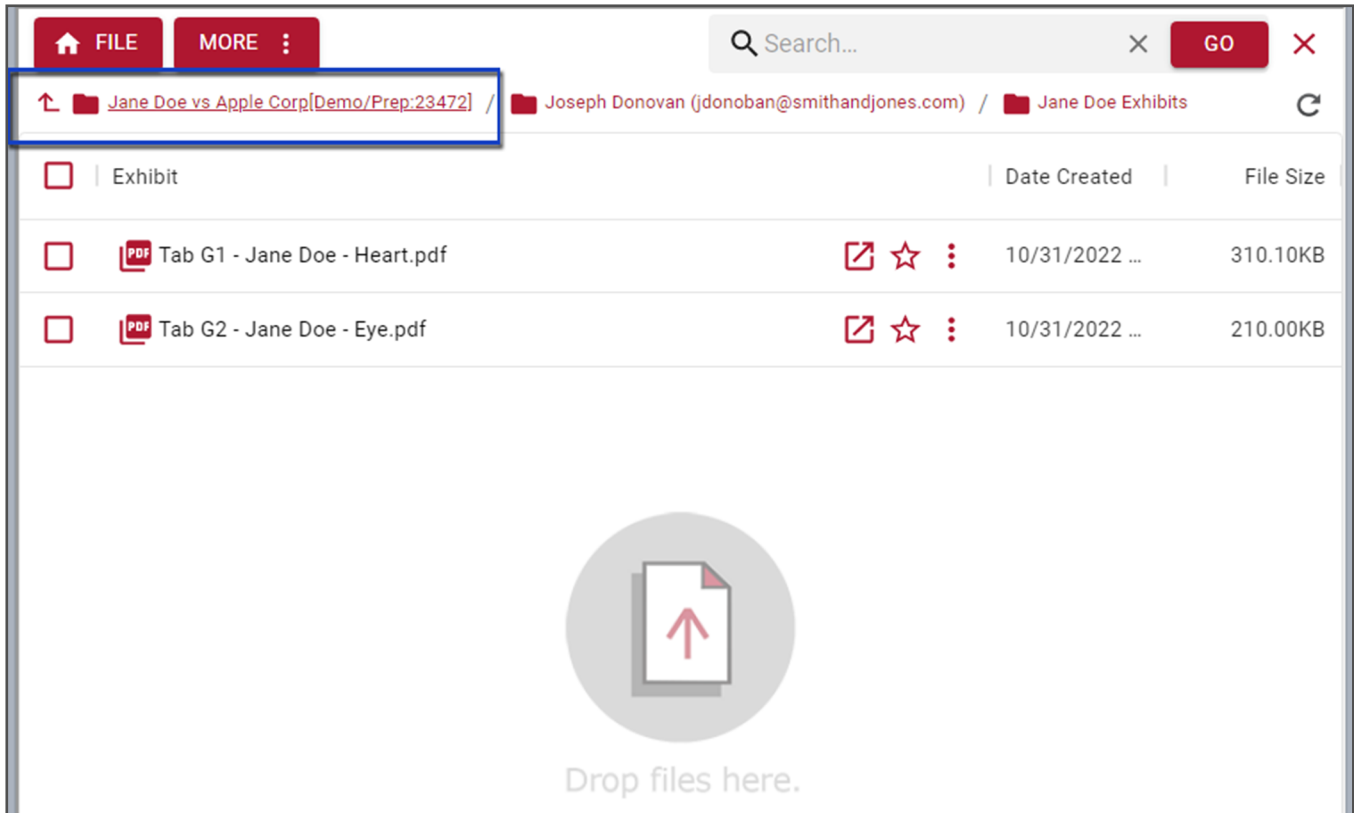 FILE MORE Search... GO
Jane Doe vs Apple Corp[Demo/Prep:23472] / Joseph Donovan (jdonoban@smithandjones.com) / Jane Doe Exhibits
Exhibit Date Created File Size
PDF Tab G1 - Jane Doe - Heart.pdf 10/31/2022 ... 310.10KB
PDF Tab G2 - Jane Doe - Eye.pdf 10/31/2022 ... 210.00KB
Drop files here.